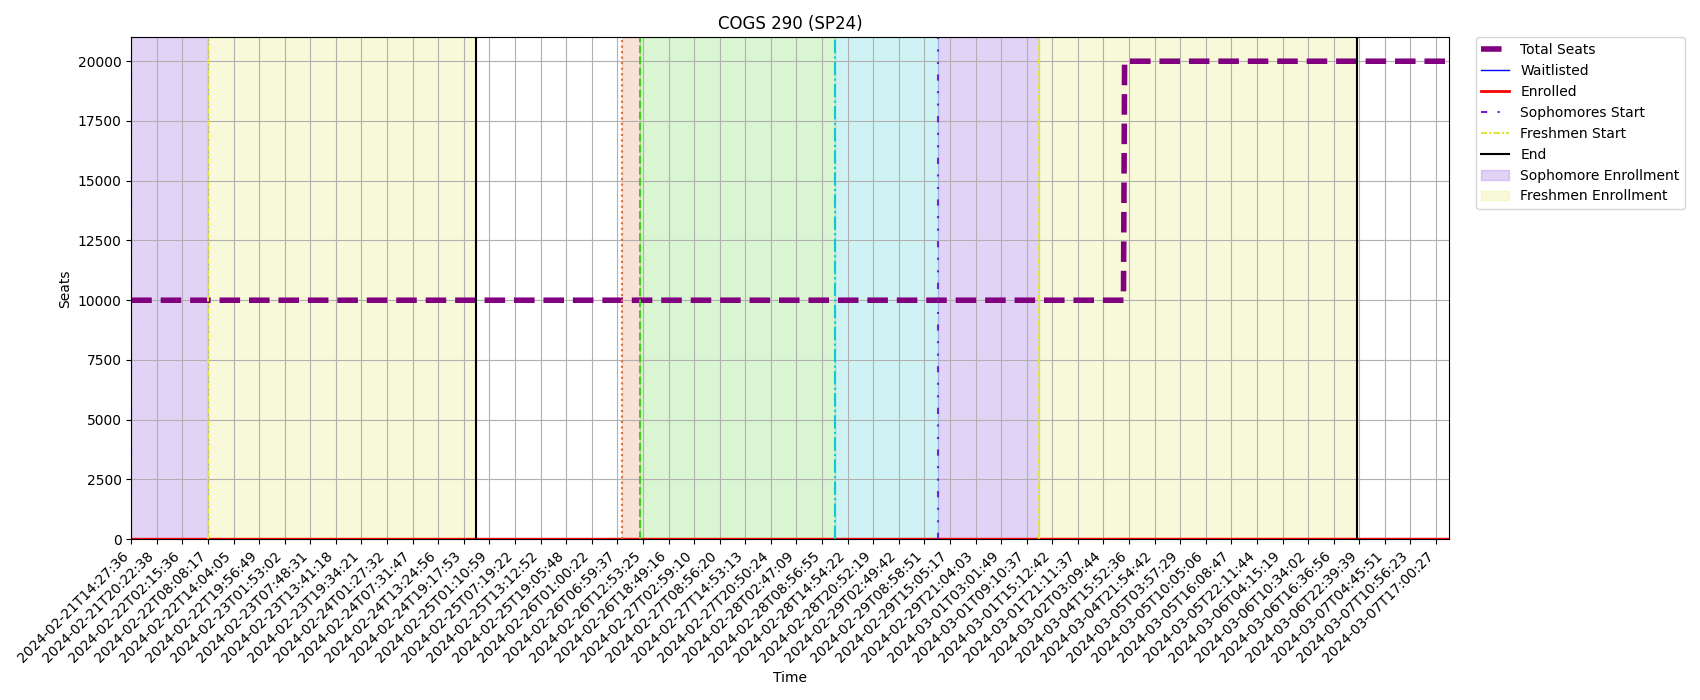 COGS 290 (SP24)
Seats
20000
17500
15000
12500
10000
7500
5000
2500
0
2024-02-21T14:27:36
2024-02-21T20:22:38
2024-02-22T02:15:36
2024-02-22T08:08:17
2024-02-22T14:04:05
2024-02-22T19:56:49
2024-02-23T01:53:02
2024-02-23T07:48:31
2024-02-23T13:41:18
2024-02-23T19:34:21
2024-02-24T01:27:32
2024-02-24T07:31:47
2024-02-24T13:24:56
2024-02-24T19:17:53
2024-02-25T01:10:59
2024-02-25T07:19:22
2024-02-25T13:12:52
2024-02-25T19:05:48
2024-02-26T01:00:22
2024-02-26T06:59:37
2024-02-26T12:53:25
2024-02-26T18:49:16
2024-02-27T02:59:10
2024-02-27T08:56:20
2024-02-27T14:53:13
2024-02-27T20:50:24
2024-02-28T02:47:09
2024-02-28T08:56:55
2024-02-28T14:54:22
2024-02-28T20:52:19
2024-02-29T02:49:42
2024-02-29T08:58:51
2024-02-29T15:05:17
2024-02-29T21:04:03
2024-03-01T03:01:49
2024-03-01T09:10:37
2024-03-01T15:12:42
2024-03-01T21:11:37
2024-03-02T03:09:44
2024-03-04T15:52:36
2024-03-04T21:54:42
2024-03-05T03:57:29
2024-03-05T10:05:06
2024-03-05T16:08:47
2024-03-05T22:11:44
2024-03-06T04:15:19
2024-03-06T10:34:02
2024-03-06T16:36:56
2024-03-06T22:39:39
2024-03-07T04:45:51
2024-03-07T10:56:23
2024-03-07T17:00:27
Time
Total Seats
Waitlisted
Enrolled
Sophomores Start
Freshmen Start
End
Sophomore Enrollment
Freshmen Enrollment